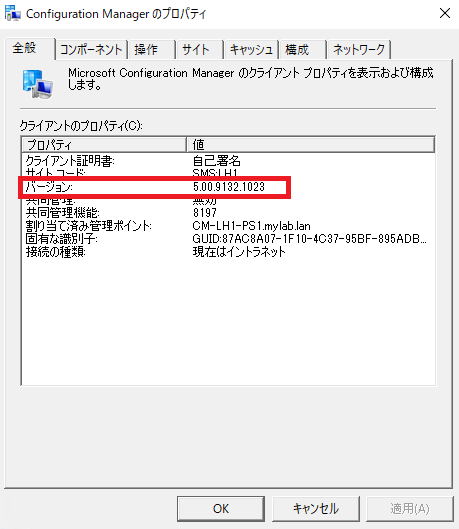 Configuration Manager のプロパティ
全般 コンポーネント 操作 サイト キャッシュ 構成 ネットワーク
Microsoft Configuration Manager のクライアント プロパティを表示および構成
します。
クライアントのプロパティ(C):
プロパティ 値
クライアント証明書: 自己署名
サイト コード: SMS:LH1
バージョン: 5.00.9132.1023
共同管理: 無効
共同管理機能: 8197
割り当て済み管理ポイント: CM-LH1-PS1.mylab.lan
固有な識別子: GUID:87AC8A07-1F10-4C37-95BF-895ADB...
接続の種類: 現在はイントラネット
OK キャンセル 適用(A)